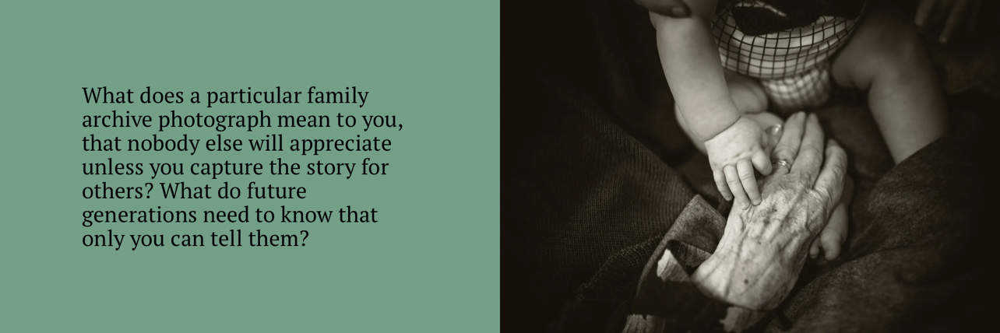 What does a particular family
archive photograph mean to you,
that nobody else will appreciate
unless you capture the story for
others? What do future
generations need to know that
only you can tell them?